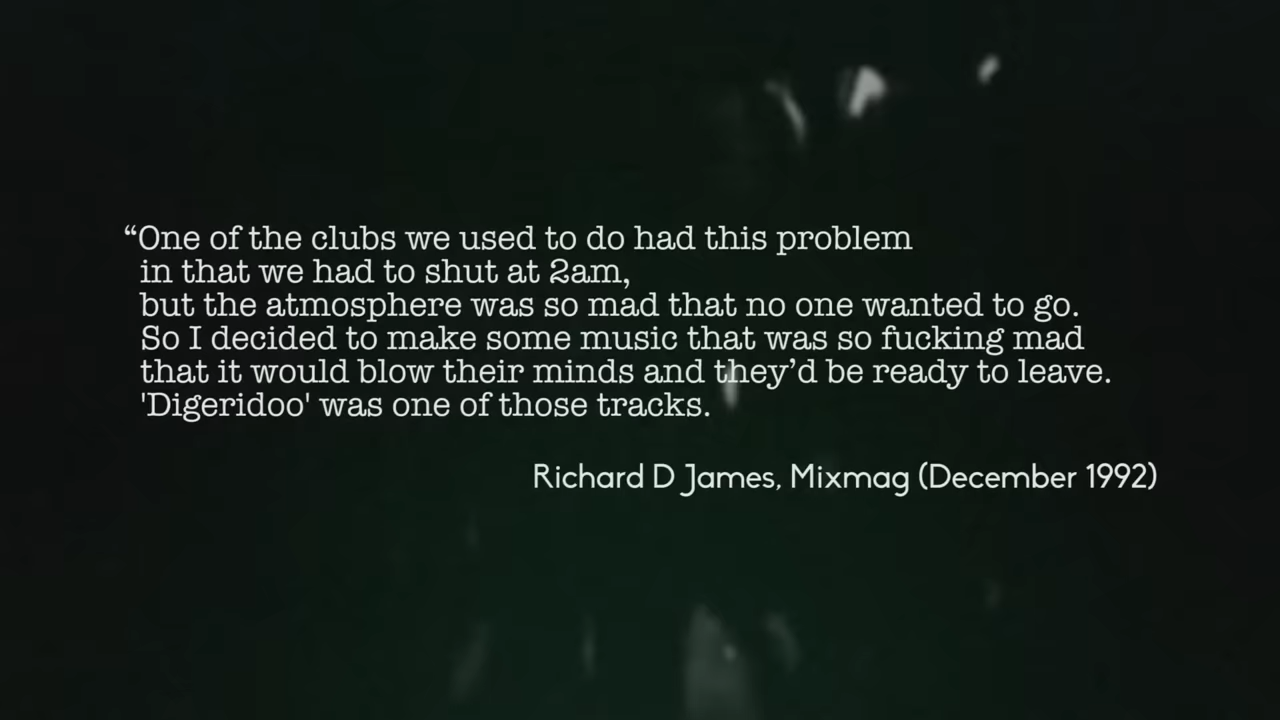 “One of the clubs we used to do had this problem
in that we had to shut at 2am,
but the atmosphere was so mad that no one wanted to go.
So I decided to make some music that was so fucking mad
that it would blow their minds and they’d be ready to leave.
'Digeridoo' was one of those tracks.
Richard D James, Mixmag (December 1992)